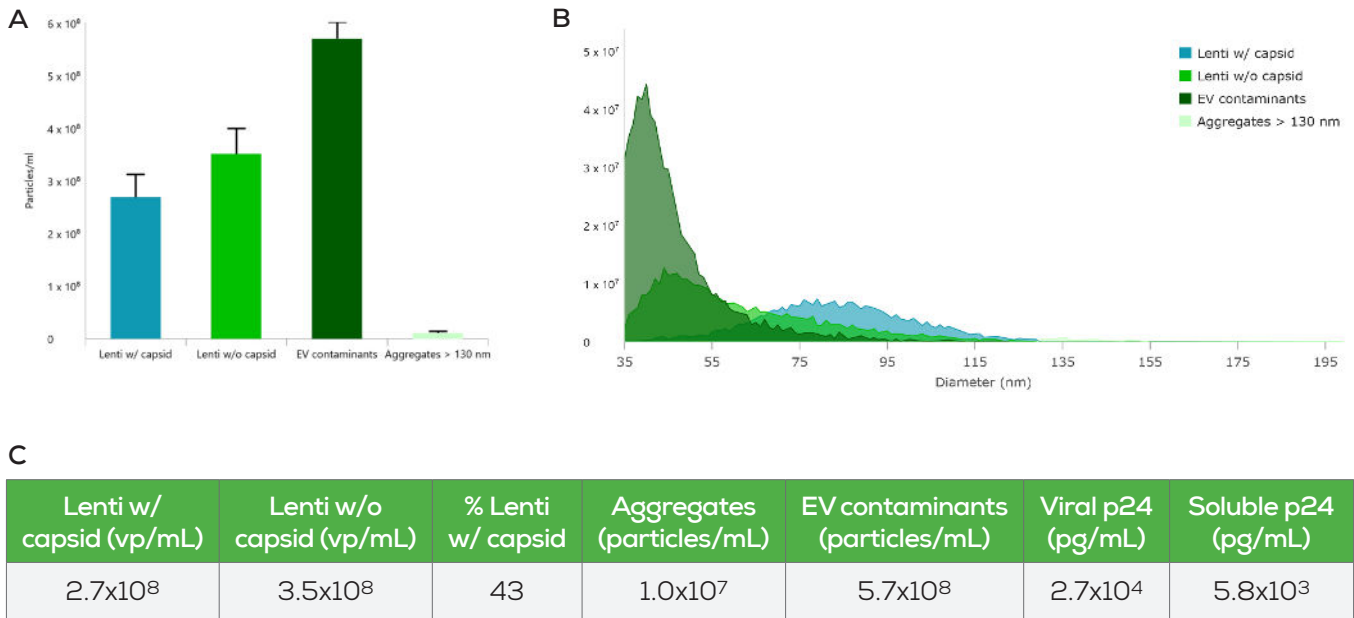 A
6 x 10⁸
5 x 10⁸
4 x 10⁸
3 x 10⁸
2 x 10⁸
1 x 10⁸
0
Particles/ml
Lenti w/ capsid
Lenti w/o capsid
EV contaminants
Aggregates > 130 nm
B
5 x 10⁷
4 x 10⁷
3 x 10⁷
2 x 10⁷
1 x 10⁷
0
35 55 75 95 115 135 155 175 195
Diameter (nm)
Lenti w/ capsid
Lenti w/o capsid
EV contaminants
Aggregates > 130 nm
C
Lenti w/ capsid (vp/mL)
Lenti w/o capsid (vp/mL)
% Lenti w/ capsid
Aggregates (particles/mL)
EV contaminants (particles/mL)
Viral p24 (pg/mL)
Soluble p24 (pg/mL)
2.7x10⁸ 3.5x10⁸ 43 1.0x10⁷ 5.7x10⁸ 2.7x10⁴ 5.8x10³